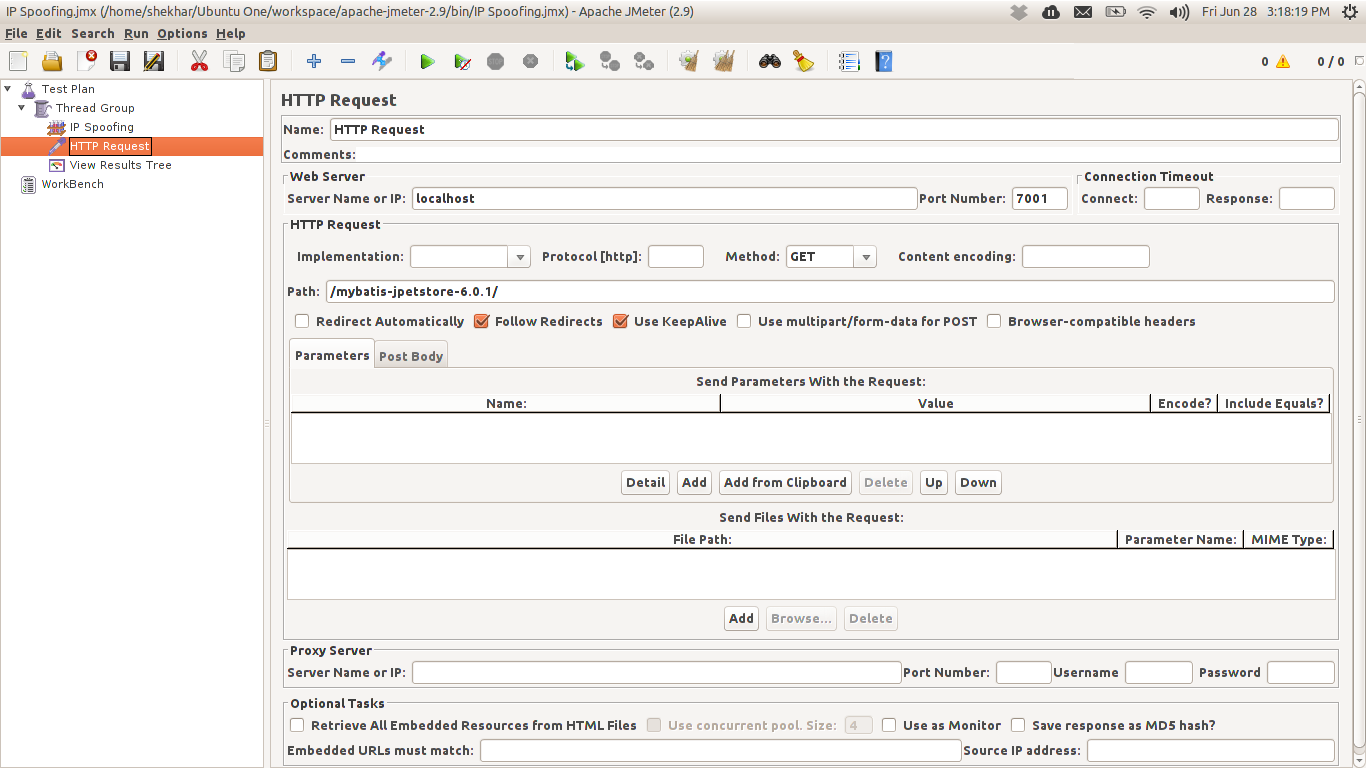 IP Spoofing.jmx (/home/shekhar/Ubuntu One/workspace/apache-jmeter-2.9/bin/IP Spoofing.jmx) - Apache JMeter (2.9) Fri Jun 28 3:18:19 PM
File Edit Search Run Options Help
0 0 / 0
Test Plan
Thread Group
IP Spoofing
HTTP Request
View Results Tree
WorkBench
HTTP Request
Name: HTTP Request
Comments:
Web Server Connection Timeout
Server Name or IP: localhost Port Number: 7001 Connect: Response:
HTTP Request
Implementation: Protocol [http]: Method: GET Content encoding:
Path: /mybatis-jpetstore-6.0.1/
Redirect Automatically Follow Redirects Use KeepAlive Use multipart/form-data for POST Browser-compatible headers
Parameters Post Body
Send Parameters With the Request:
Name: Value Encode? Include Equals?
Detail Add Add from Clipboard Delete Up Down
Send Files With the Request:
File Path: Parameter Name: MIME Type:
Add Browse... Delete
Proxy Server
Server Name or IP: Port Number: Username Password
Optional Tasks
Retrieve All Embedded Resources from HTML Files Use concurrent pool. Size: 4 Use as Monitor Save response as MD5 hash?
Embedded URLs must match: Source IP address: